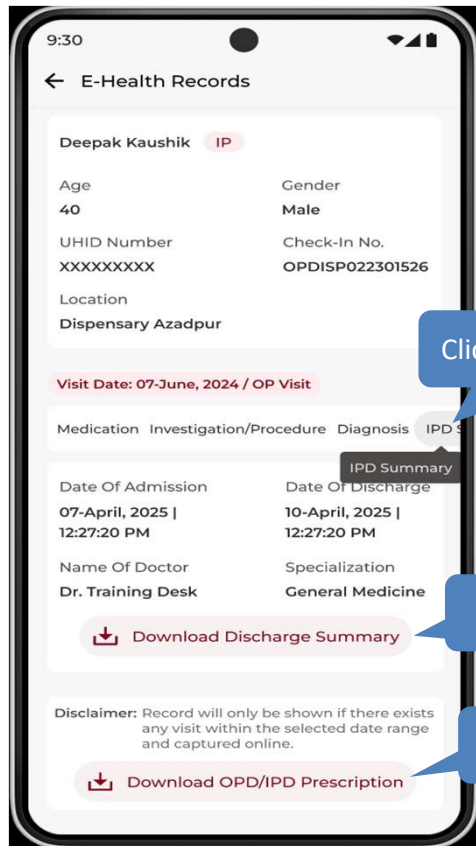 9:30
E-Health Records
Deepak Kaushik IP
Age Gender
40 Male
UHID Number Check-In No.
XXXXXXXXX OPDISP022301526
Location
Dispensary Azadpur
Visit Date: 07-June, 2024 / OP Visit
Medication Investigation/Procedure Diagnosis IPD
IPD Summary
Date Of Admission Date Of Discharge
07-April, 2025 | 10-April, 2025 |
12:27:20 PM 12:27:20 PM
Name Of Doctor Specialization
Dr. Training Desk General Medicine
Download Discharge Summary
Disclaimer: Record will only be shown if there exists
any visit within the selected date range
and captured online.
Download OPD/IPD Prescription